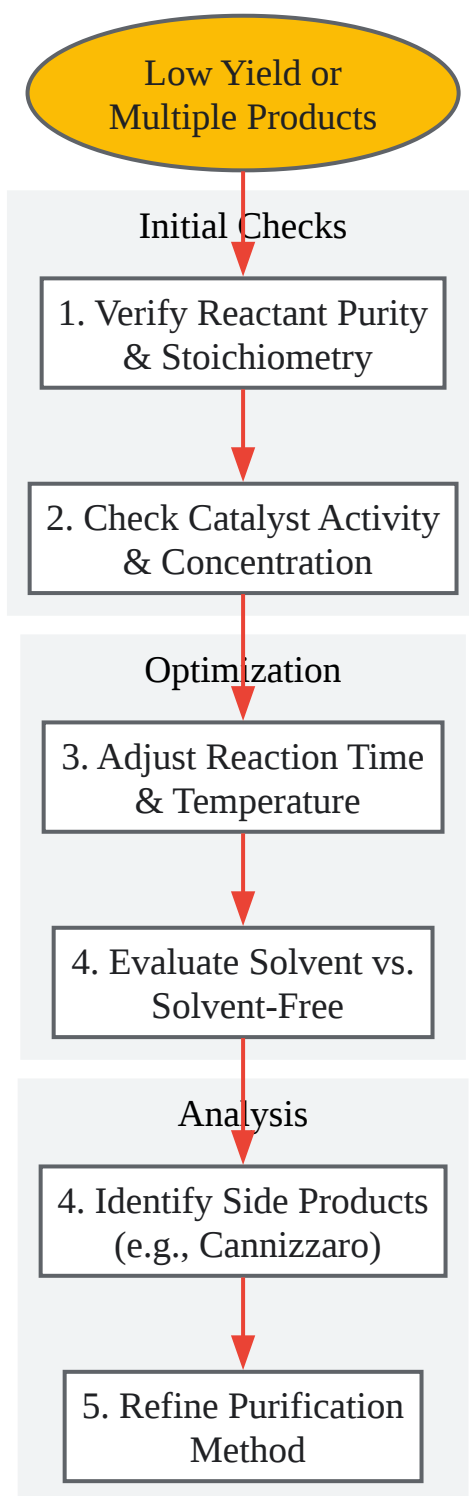 Low Yield or
Multiple Products
Initial Checks
1. Verify Reactant Purity
& Stoichiometry
2. Check Catalyst Activity
& Concentration
Optimization
3. Adjust Reaction Time
& Temperature
4. Evaluate Solvent vs.
Solvent-Free
Analysis
4. Identify Side Products
(e.g., Cannizzaro)
5. Refine Purification
Method